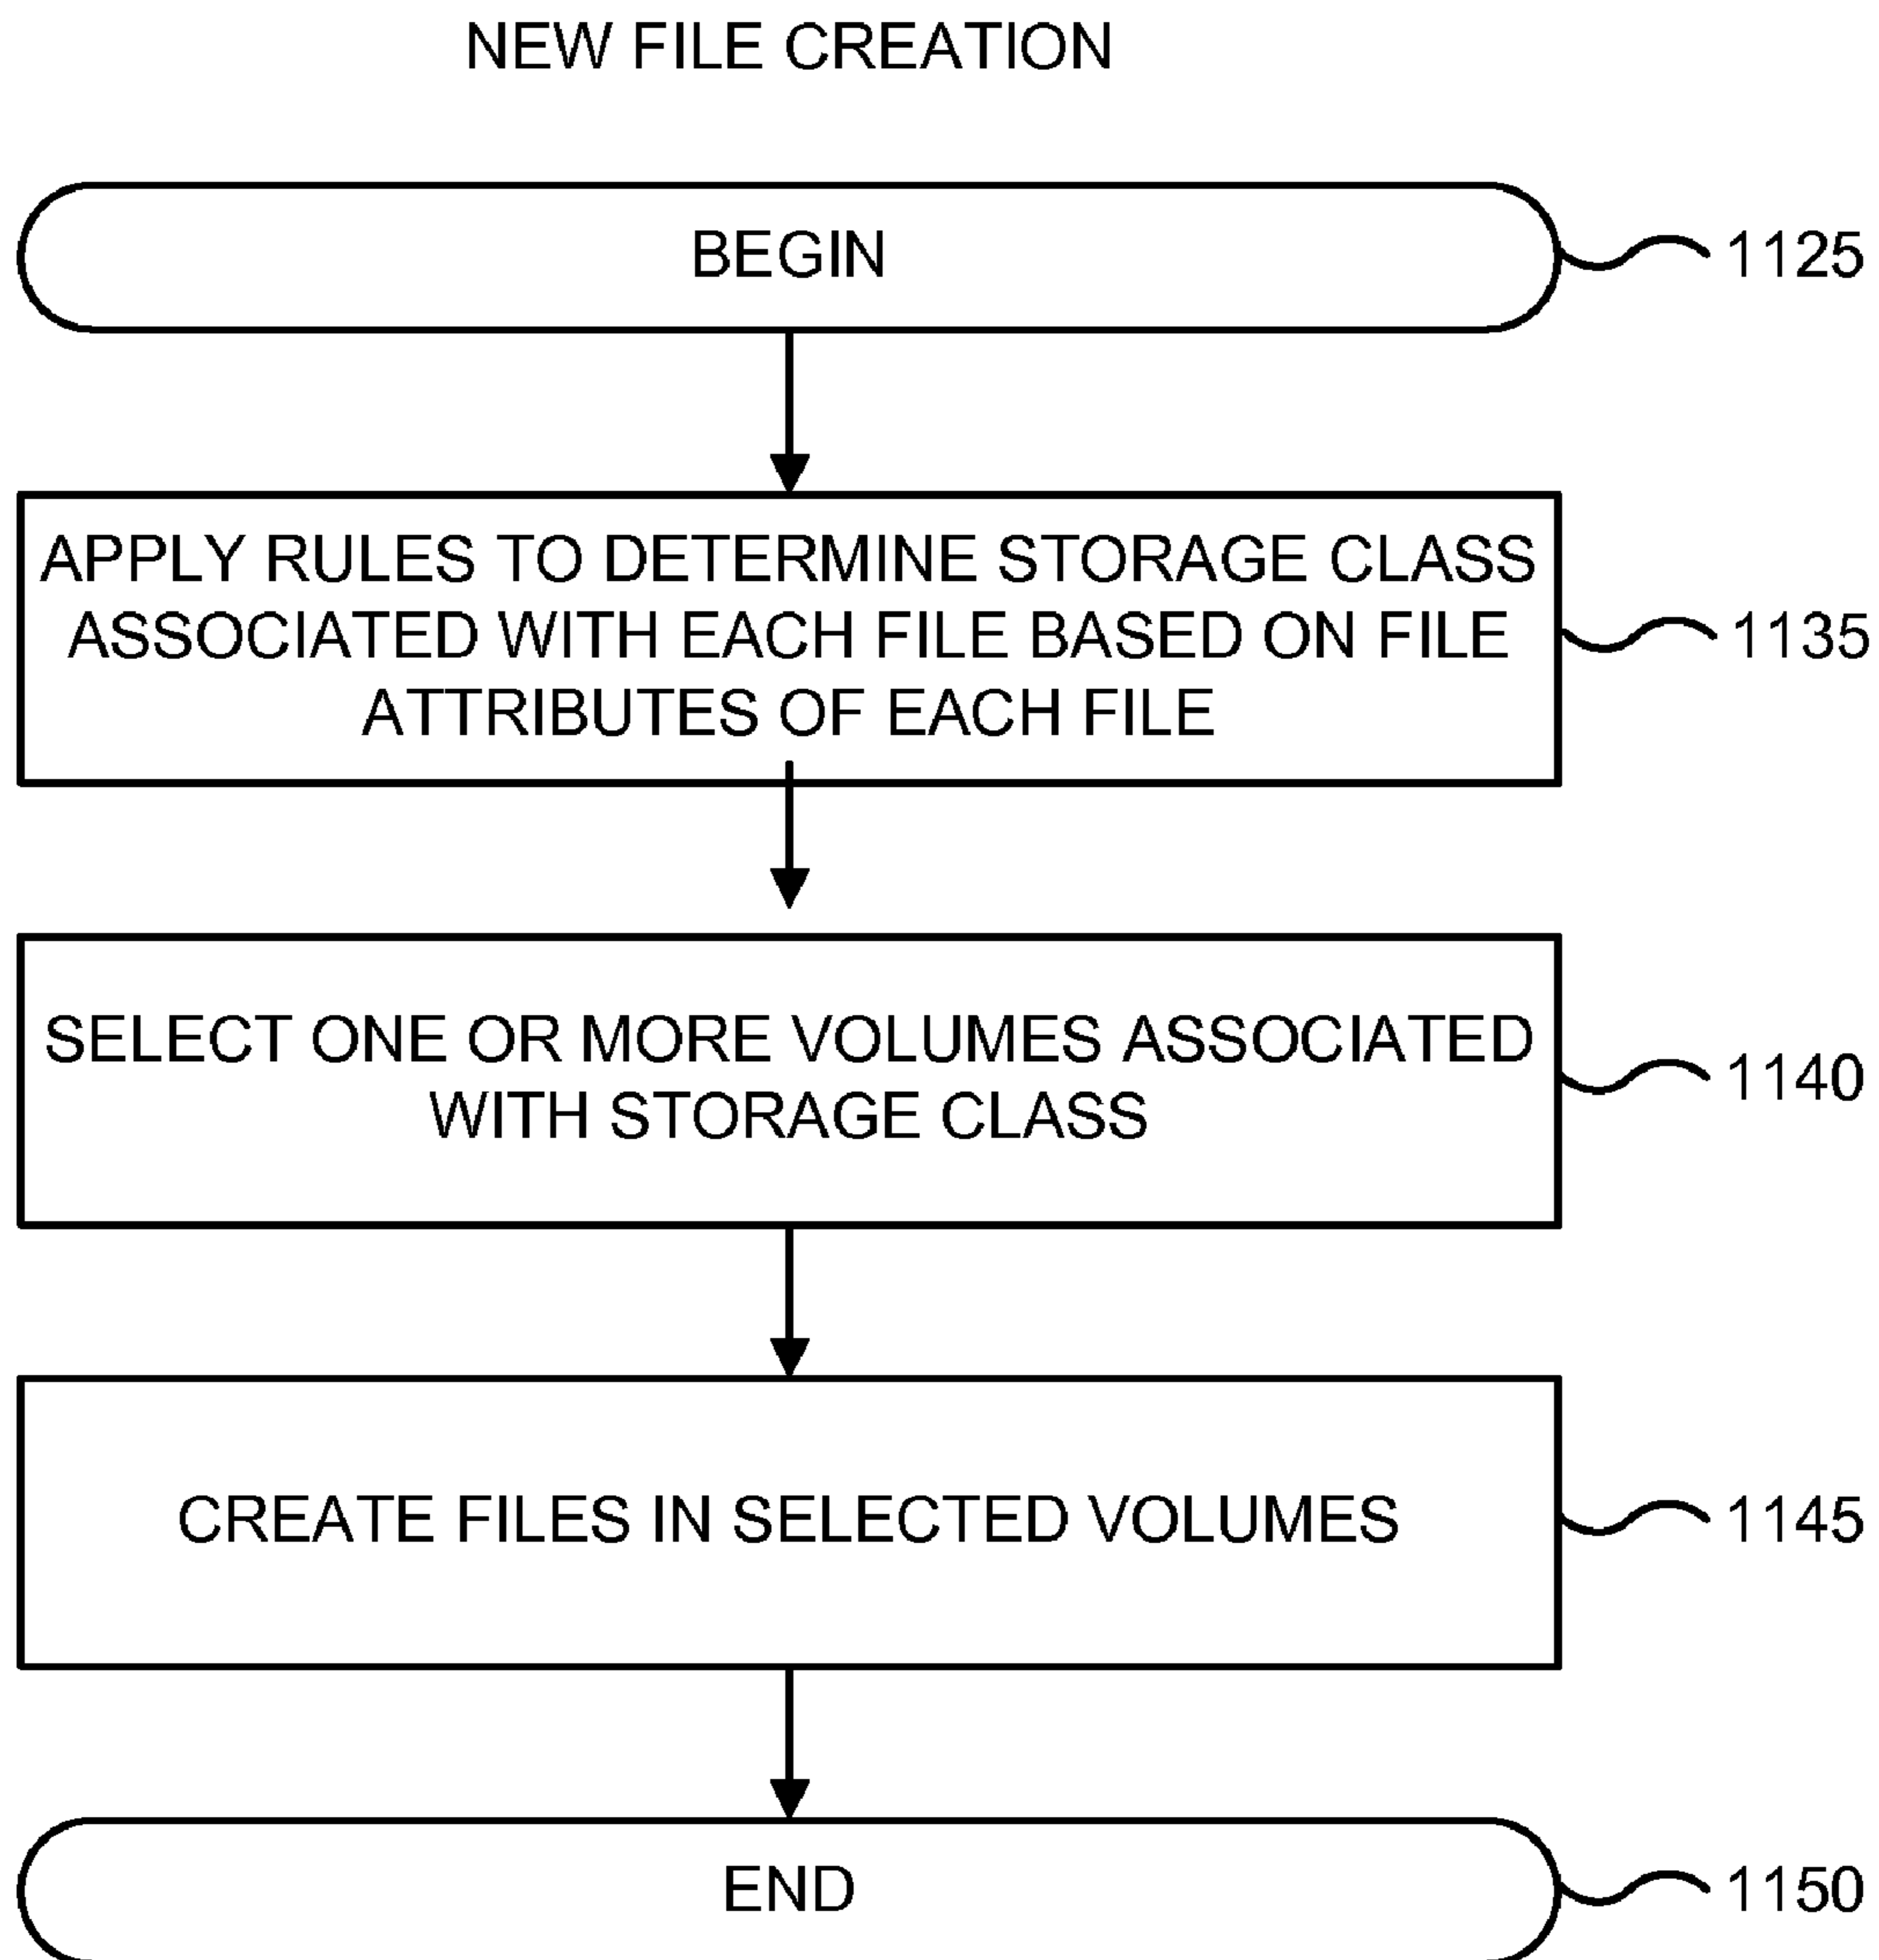 NEW FILE CREATION
BEGIN
1125
APPLY RULES TO DETERMINE STORAGE CLASS
ASSOCIATED WITH EACH FILE BASED ON FILE
ATTRIBUTES OF EACH FILE
1135
SELECT ONE OR MORE VOLUMES ASSOCIATED
WITH STORAGE CLASS
1140
CREATE FILES IN SELECTED VOLUMES
1145
END
1150